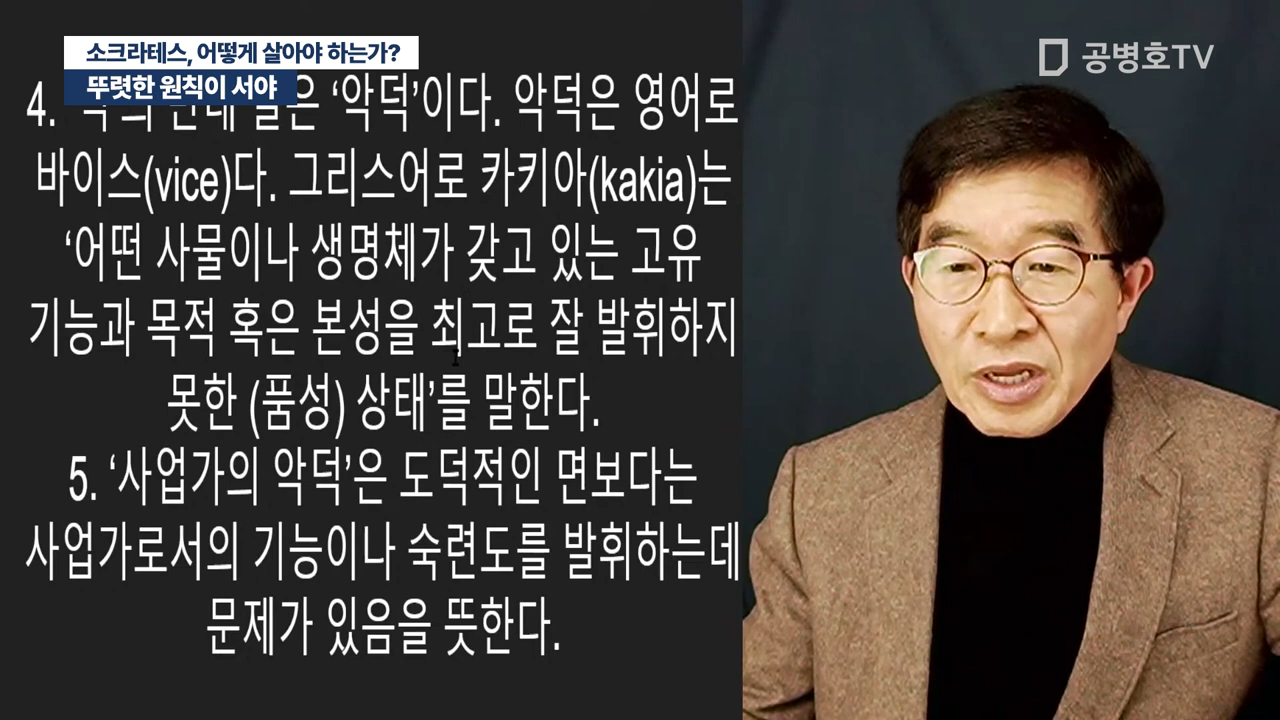 소크라테스, 어떻게 살아야 하는가?
뚜렷한 원칙이 서야
공병호TV
4. 은 ‘악덕’이다. 악덕은 영어로
바이스(vice)다. 그리스어로 카키아(kakia)는
‘어떤 사물이나 생명체가 갖고 있는 고유
기능과 목적 혹은 본성을 최고로 잘 발휘하지
못한 (품성) 상태’를 말한다.
5. ‘사업가의 악덕’은 도덕적인 면보다는
사업가로서의 기능이나 숙련도를 발휘하는데
문제가 있음을 뜻한다.